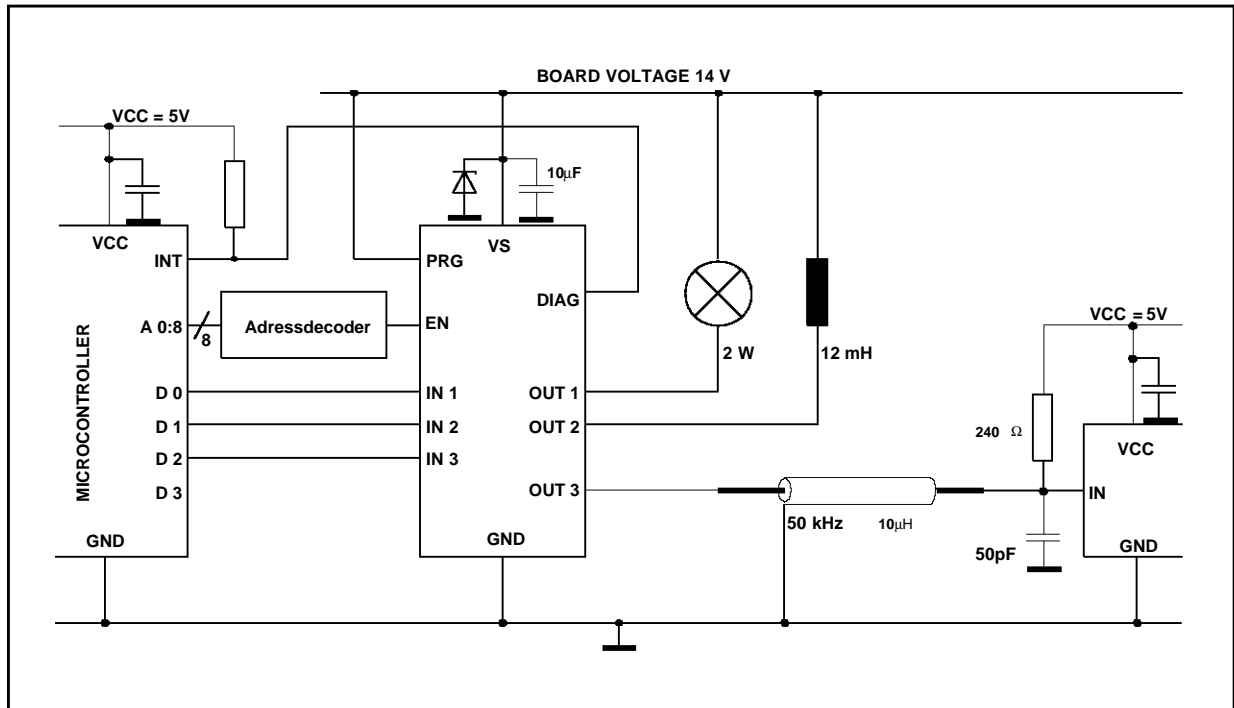 BOARD VOLTAGE 14 V
VCC = 5V
10μF
VCC
INT
VS
PRG
DIAG
A 0:8
8
Adressdecoder
EN
MICROCONTROLLER
D 0
D 1
D 2
D 3
GND
IN 1
IN 2
IN 3
OUT 1
OUT 2
OUT 3
GND
2 W
12 mH
50 kHz
10μH
VCC = 5V
240 Ω
VCC
IN
50pF
GND